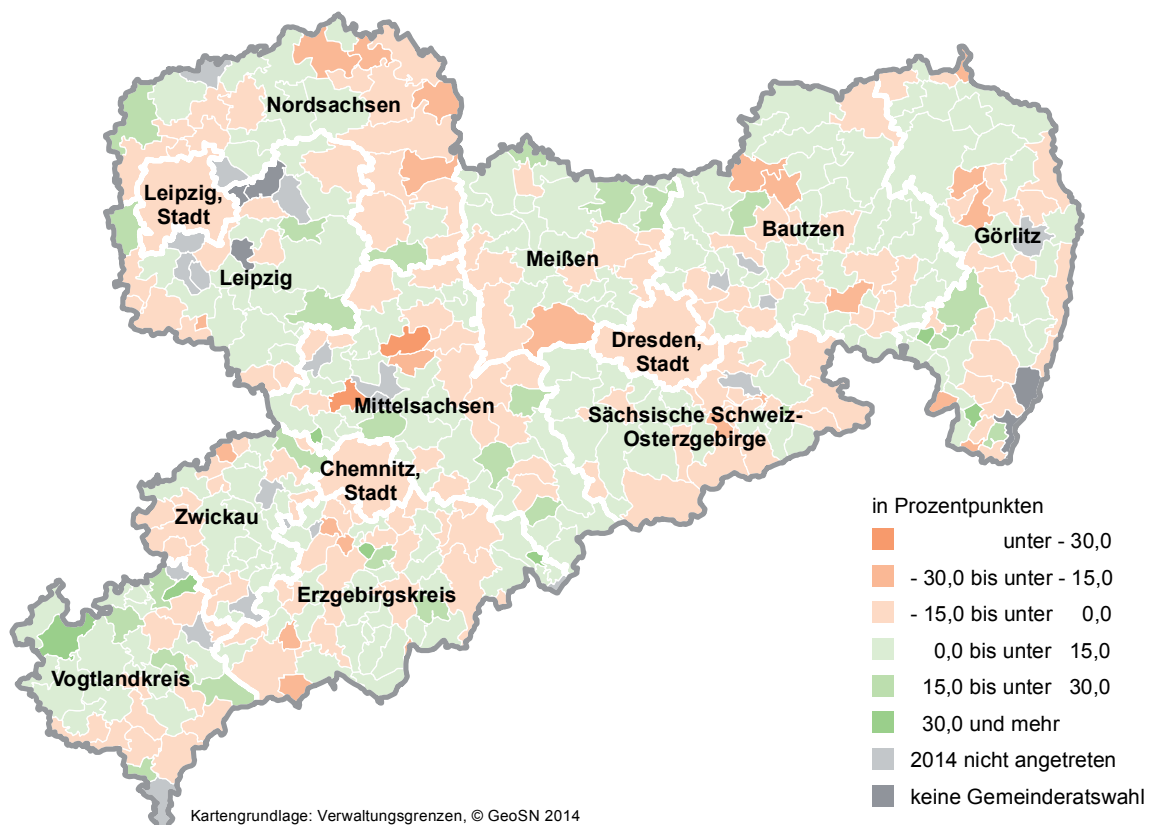 Nordsachsen
Leipzig,
Stadt
Leipzig
Meißen
Bautzen
Görlitz
Dresden,
Stadt
Mittelsachsen
Sächsische Schweiz-
Osterzgebirge
Chemnitz,
Stadt
Zwickau
Erzgebirgskreis
Vogtlandkreis
in Prozentpunkten
unter - 30,0
- 30,0 bis unter - 15,0
- 15,0 bis unter 0,0
0,0 bis unter 15,0
15,0 bis unter 30,0
30,0 und mehr
2014 nicht angetreten
keine Gemeinderatswahl
Kartengrundlage: Verwaltungsgrenzen, © GeoSN 2014